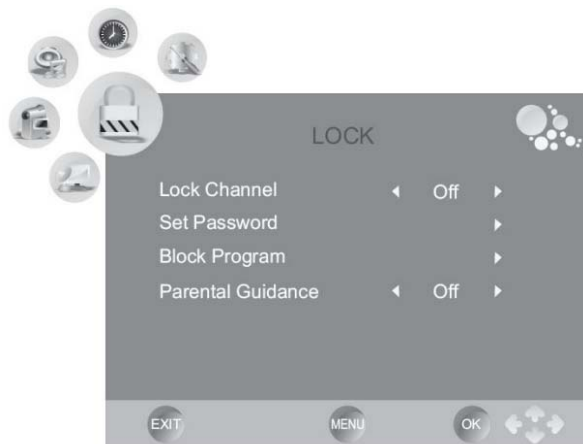 LOCK
Lock Channel Off
Set Password
Block Program
Parental Guidance Off
EXIT MENU OK